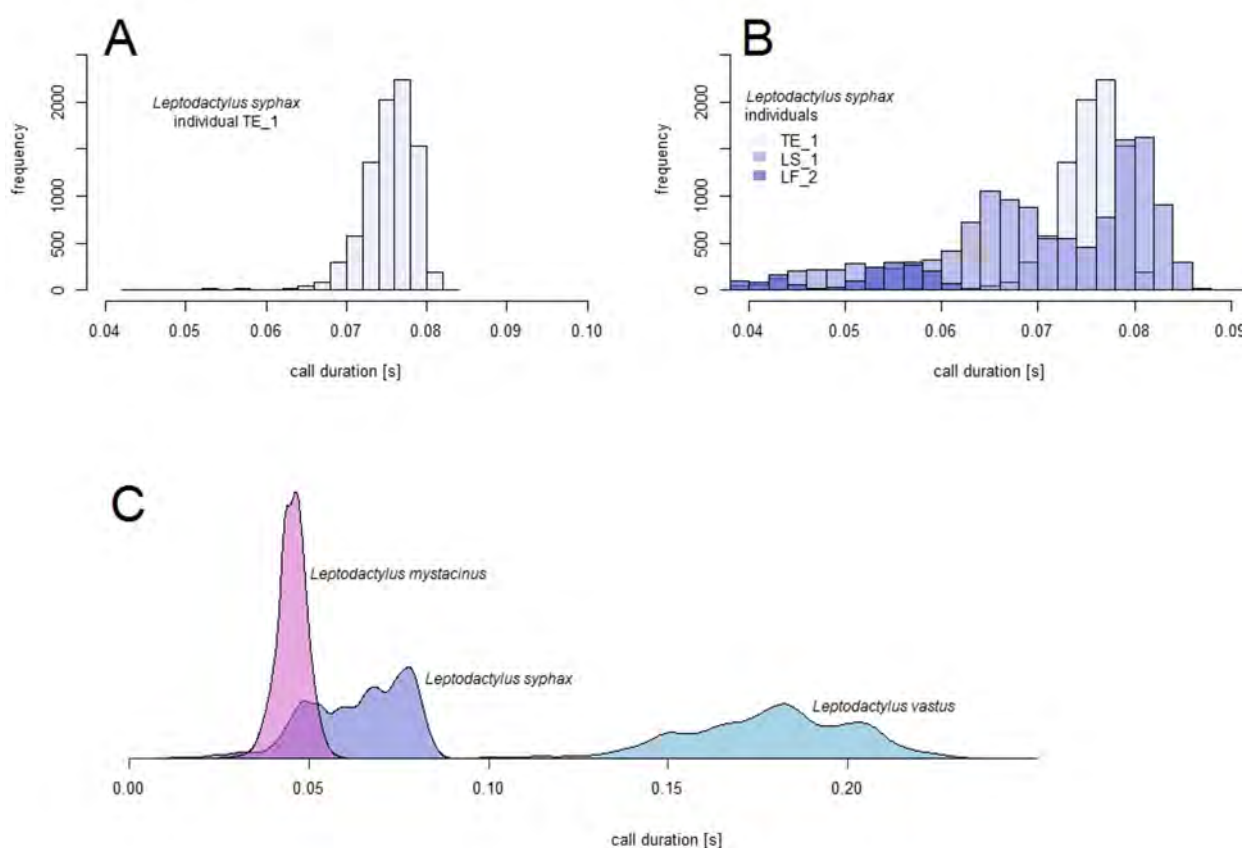 A
Leptodactylus syphax
individual TE_1
frequency
0
500
1000
2000
0.04 0.05 0.06 0.07 0.08 0.09 0.10
call duration [s]
B
Leptodactylus syphax
individuals
TE_1
LS_1
LF_2
frequency
0
500
1000
2000
0.04 0.05 0.06 0.07 0.08 0.09
call duration [s]
C
Leptodactylus mystacinus
Leptodactylus syphax
Leptodactylus vastus
0.00 0.05 0.10 0.15 0.20
call duration [s]